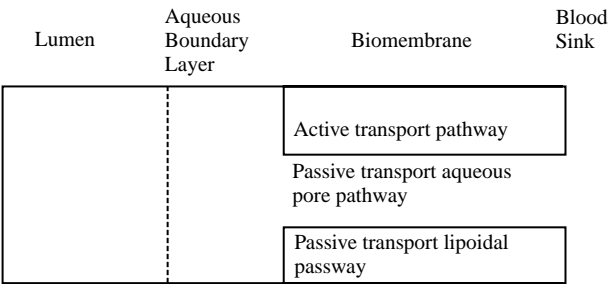 Lumen
Aqueous
Boundary
Layer
Biomembrane
Blood
Sink
Active transport pathway
Passive transport aqueous
pore pathway
Passive transport lipoidal
passway